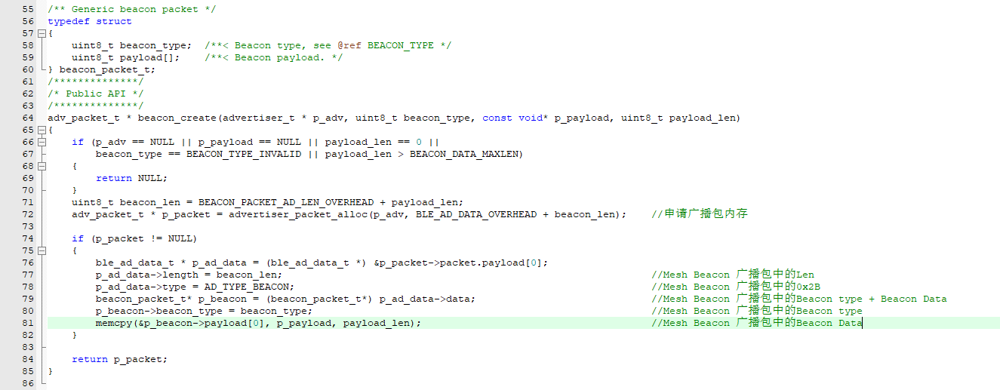 55 /** Generic beacon packet */
56 typedef struct
57 {
58     uint8_t beacon_type;  /**< Beacon type, see @ref BEACON_TYPE */
59     uint8_t payload[];    /**< Beacon payload. */
60 } beacon_packet_t;
61 /**************/
62 /* Public API */
63 /**************/
64 adv_packet_t * beacon_create(advertiser_t * p_adv, uint8_t beacon_type, const void* p_payload, uint8_t payload_len)
65 {
66     if (p_adv == NULL || p_payload == NULL || payload_len == 0 ||
67         beacon_type == BEACON_TYPE_INVALID || payload_len > BEACON_DATA_MAXLEN)
68     {
69         return NULL;
70     }
71     uint8_t beacon_len = BEACON_PACKET_AD_LEN_OVERHEAD + payload_len;
72     adv_packet_t * p_packet = advertiser_packet_alloc(p_adv, BLE_AD_DATA_OVERHEAD + beacon_len);    //申请广播包内存
73
74     if (p_packet != NULL)
75     {
76         ble_ad_data_t * p_ad_data = (ble_ad_data_t *) &p_packet->packet.payload[0];
77         p_ad_data->length = beacon_len;    //Mesh Beacon 广播包中的Len
78         p_ad_data->type = AD_TYPE_BEACON;    //Mesh Beacon 广播包中的0x2B
79         beacon_packet_t* p_beacon = (beacon_packet_t*) p_ad_data->data;    //Mesh Beacon 广播包中的Beacon type + Beacon Data
80         p_beacon->beacon_type = beacon_type;    //Mesh Beacon 广播包中的Beacon type
81         memcpy(&p_beacon->payload[0], p_payload, payload_len);    //Mesh Beacon 广播包中的Beacon Data
82     }
83
84     return p_packet;
85 }
86